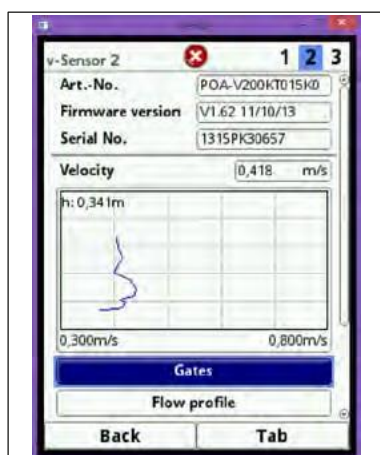 v-Sensor 2 1 2 3
Art.-No. POA-V200KT015K0
Firmware version V1.62 11/10/13
Serial No. 1315PK30657
Velocity 0,418 m/s
h: 0,341m
0,300m/s 0,800m/s
Gates
Flow profile
Back Tab